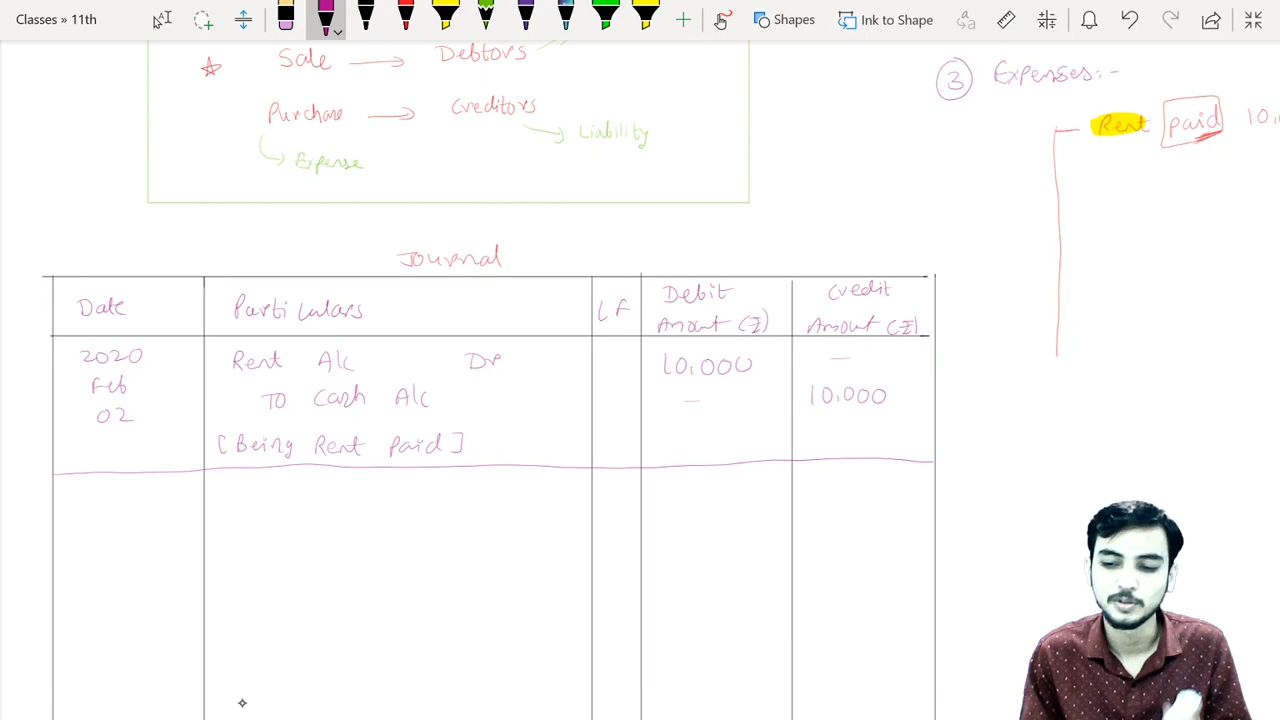 Classes » 11th
Shapes
Ink to Shape
Sale → Debtors
Purchase → Creditors
Liability
Expense
③ Expenses:-
Rent paid 10,
Journal
Date Particulars LF Debit Amount (₹) Credit Amount (₹)
2020 Rent A/c Dr 10,000 —
Feb
02 To Cash A/c — 10,000
[Being Rent Paid]